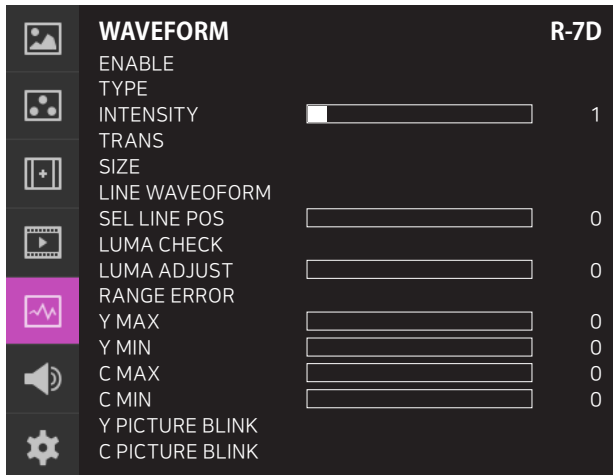 WAVEFORM R-7D
ENABLE
TYPE
INTENSITY 1
TRANS
SIZE
LINE WAVEOFORM
SEL LINE POS 0
LUMA CHECK
LUMA ADJUST 0
RANGE ERROR
Y MAX 0
Y MIN 0
C MAX 0
C MIN 0
Y PICTURE BLINK
C PICTURE BLINK